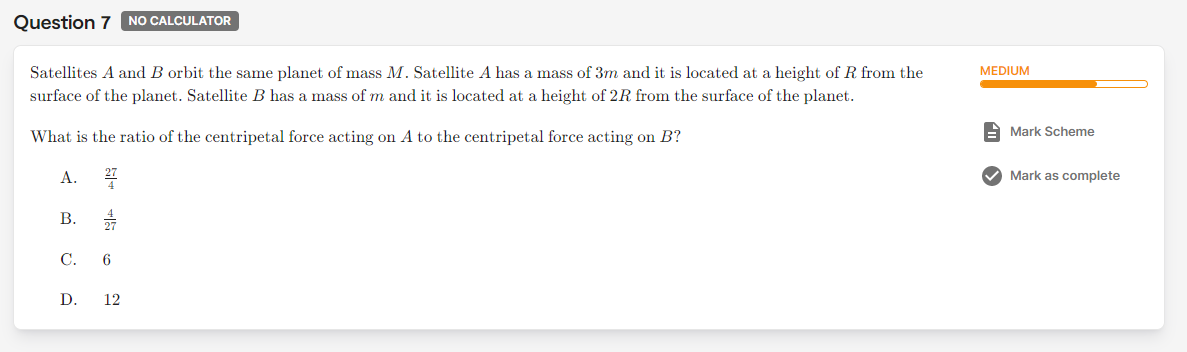 Question 7 NO CALCULATOR
Satellites A and B orbit the same planet of mass M. Satellite A has a mass of 3m and it is located at a height of R from the
surface of the planet. Satellite B has a mass of m and it is located at a height of 2R from the surface of the planet.
What is the ratio of the centripetal force acting on A to the centripetal force acting on B?
A. 27/4
B. 4/27
C. 6
D. 12
MEDIUM
Mark Scheme
Mark as complete